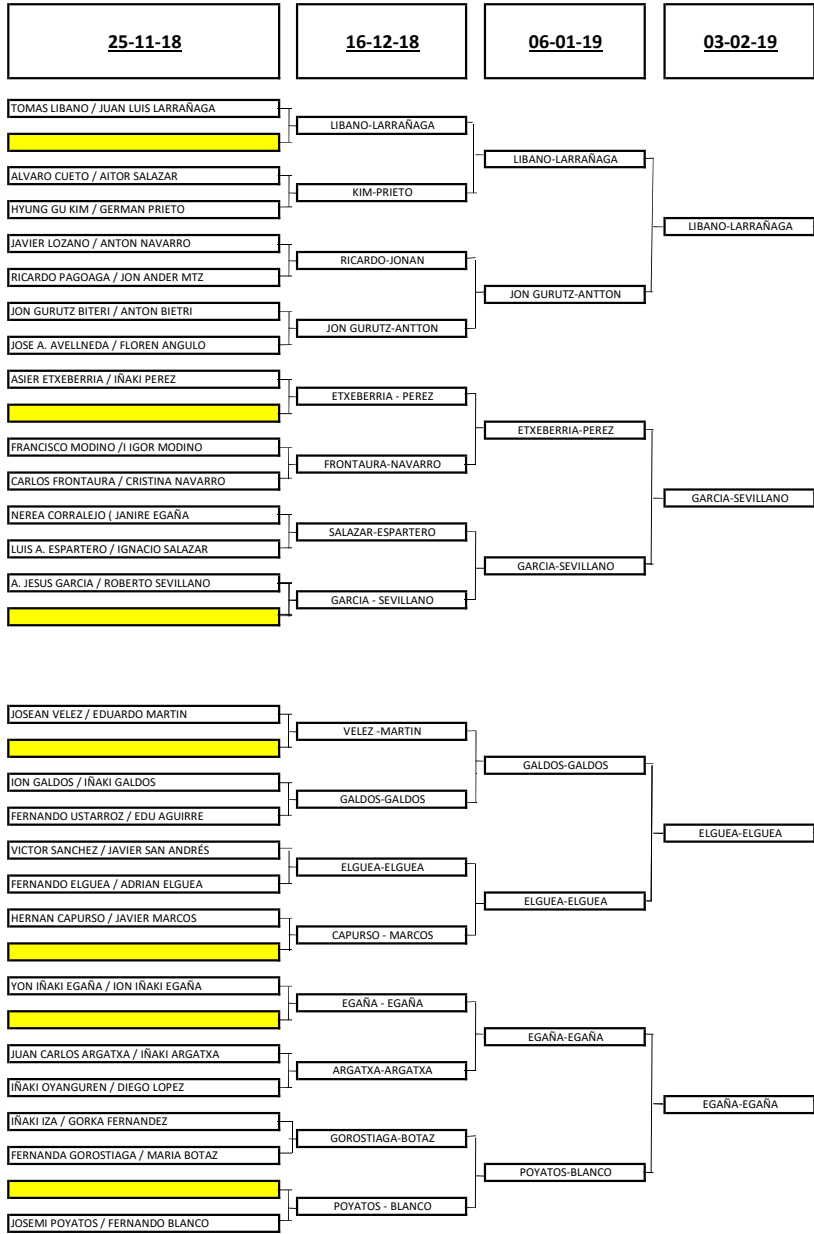 25-11-18
16-12-18
06-01-19
03-02-19
TOMAS LIBANO / JUAN LUIS LARRAÑAGA
LIBANO-LARRAÑAGA
LIBANO-LARRAÑAGA
ALVARO CUETO / AITOR SALAZAR
KIM-PRIETO
HYUNG GU KIM / GERMAN PRIETO
LIBANO-LARRAÑAGA
JAVIER LOZANO / ANTON NAVARRO
RICARDO-JONAN
RICARDO PAGOAGA / JON ANDER MTZ
JON GURUTZ-ANTTON
JON GURUTZ BITERI / ANTON BIETRI
JON GURUTZ-ANTTON
JOSE A. AVELLNEDA / FLOREN ANGULO
ASIER ETXEBERRIA / IÑAKI PEREZ
ETXEBERRIA - PEREZ
ETXEBERRIA-PEREZ
FRANCISCO MODINO /I IGOR MODINO
FRONTAURA-NAVARRO
CARLOS FRONTAURA / CRISTINA NAVARRO
GARCIA-SEVILLANO
NEREA CORRALEJO ( JANIRE EGAÑA
SALAZAR-ESPARTERO
LUIS A. ESPARTERO / IGNACIO SALAZAR
GARCIA-SEVILLANO
A. JESUS GARCIA / ROBERTO SEVILLANO
GARCIA - SEVILLANO
JOSEAN VELEZ / EDUARDO MARTIN
VELEZ -MARTIN
GALDOS-GALDOS
ION GALDOS / IÑAKI GALDOS
GALDOS-GALDOS
FERNANDO USTARROZ / EDU AGUIRRE
ELGUEA-ELGUEA
VICTOR SANCHEZ / JAVIER SAN ANDRÉS
ELGUEA-ELGUEA
FERNANDO ELGUEA / ADRIAN ELGUEA
ELGUEA-ELGUEA
HERNAN CAPURSO / JAVIER MARCOS
CAPURSO - MARCOS
YON IÑAKI EGAÑA / ION IÑAKI EGAÑA
EGAÑA - EGAÑA
EGAÑA-EGAÑA
JUAN CARLOS ARGATXA / IÑAKI ARGATXA
ARGATXA-ARGATXA
IÑAKI OYANGUREN / DIEGO LOPEZ
EGAÑA-EGAÑA
IÑAKI IZA / GORKA FERNANDEZ
GOROSTIAGA-BOTAZ
FERNANDA GOROSTIAGA / MARIA BOTAZ
POYATOS-BLANCO
POYATOS - BLANCO
JOSEMI POYATOS / FERNANDO BLANCO